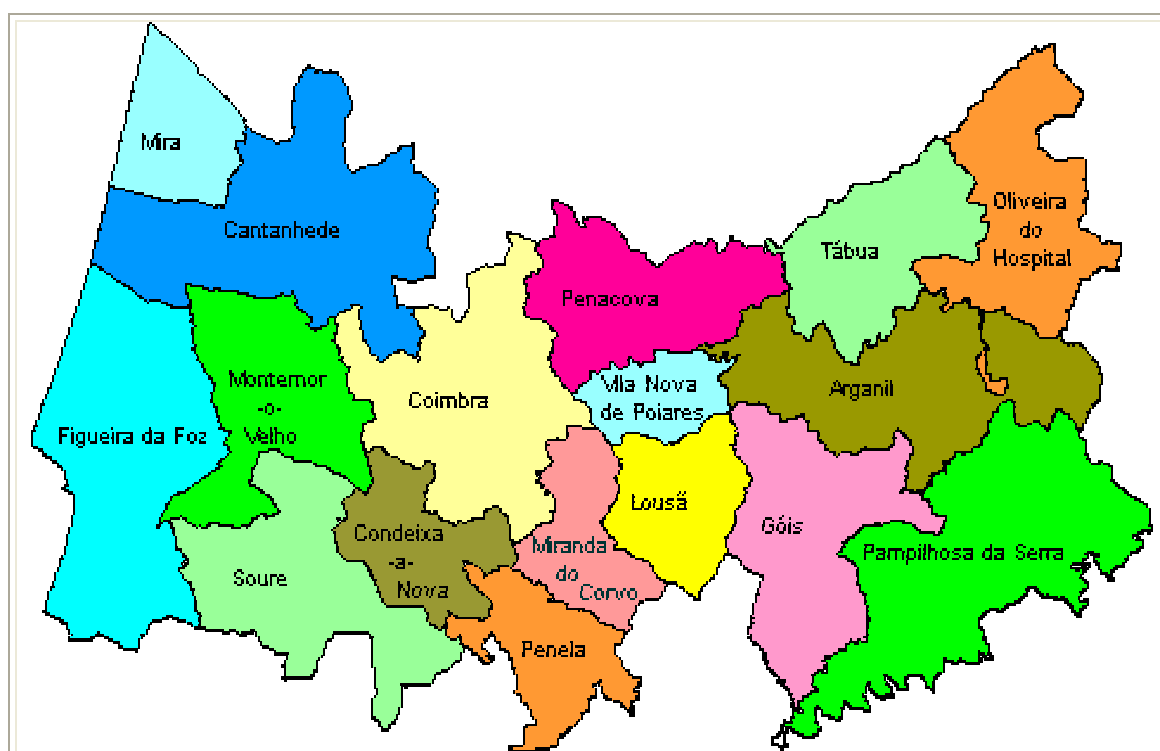 Mira
Cantanhede
Oliveira
do
Hospital
Tábua
Penacova
Montemor
-o-
Velho
Coimbra
Vila Nova
de Poiares
Arganil
Figueira da Foz
Lousã
Góis
Condeixa
-a-
Nova
Miranda
do
Corvo
Pampilhosa da Serra
Soure
Penela